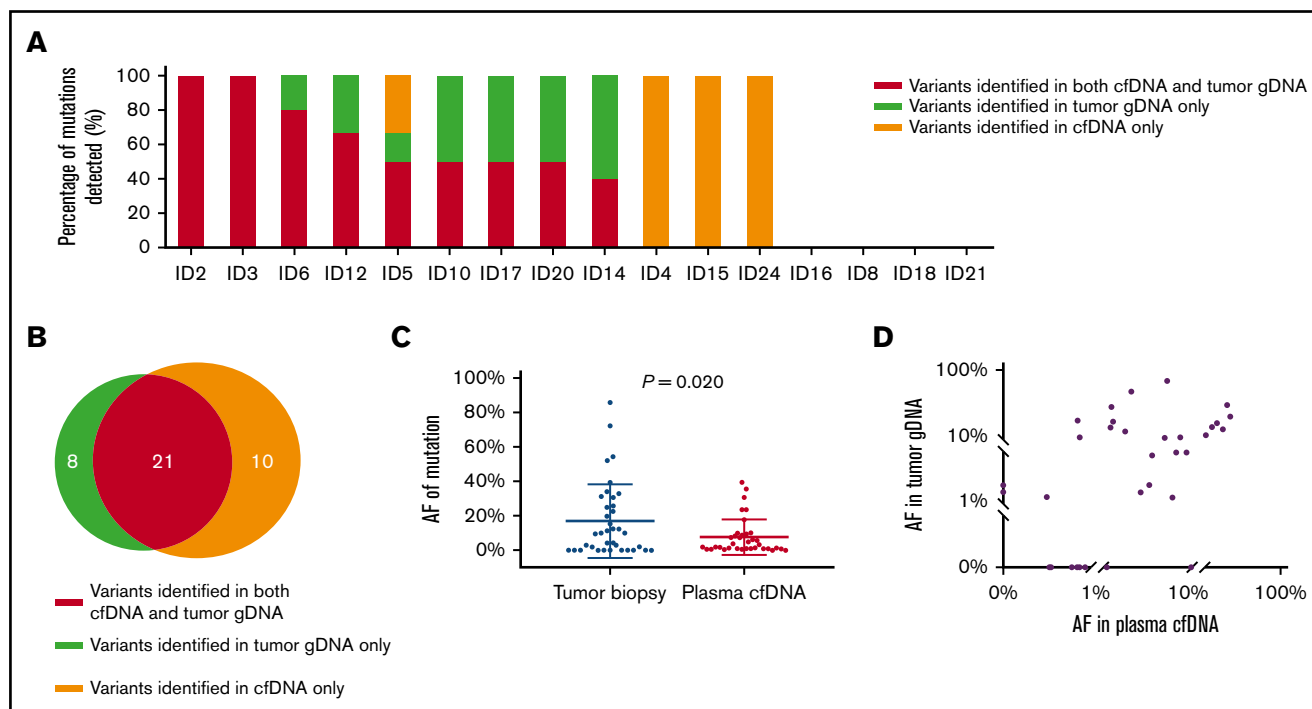 A
Percentage of mutations
detected (%)
100
80
60
40
20
0
ID2 ID3 ID6 ID12 ID5 ID10 ID17 ID20 ID14 ID4 ID15 ID24 ID16 ID8 ID18 ID21
Variants identified in both cfDNA and tumor gDNA
Variants identified in tumor gDNA only
Variants identified in cfDNA only
B
8 21 10
Variants identified in both
cfDNA and tumor gDNA
Variants identified in tumor gDNA only
Variants identified in cfDNA only
C
AF of mutation
100%
80%
60%
40%
20%
0%
P = 0.020
Tumor biopsy Plasma cfDNA
D
AF in tumor gDNA
100%
10%
1%
0%
0% 1% 10% 100%
AF in plasma cfDNA